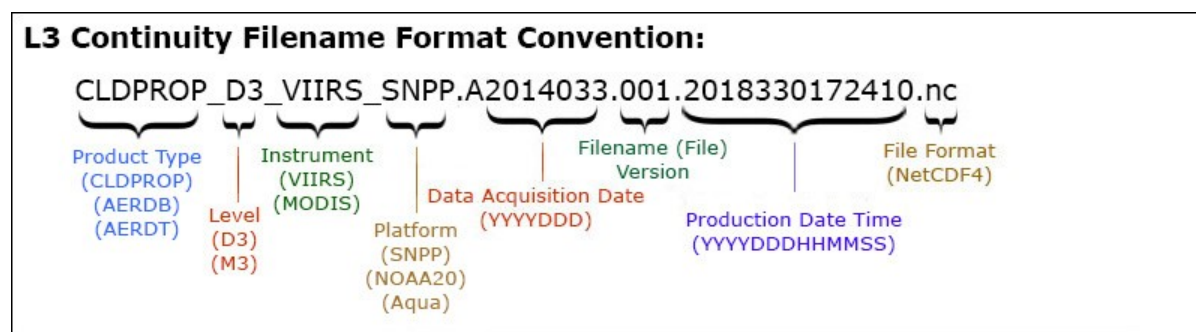 L3 Continuity Filename Format Convention:
CLDPROP_D3_VIIRS_SNPP.A2014033.001.2018330172410.nc
Product Type
(CLDPROP)
(AERDB)
(AERDT)
Level
(D3)
(M3)
Instrument
(VIIRS)
(MODIS)
Platform
(SNPP)
(NOAA20)
(Aqua)
Data Acquisition Date
(YYYYDDD)
Filename (File)
Version
Production Date Time
(YYYYDDDHHMMSS)
File Format
(NetCDF4)